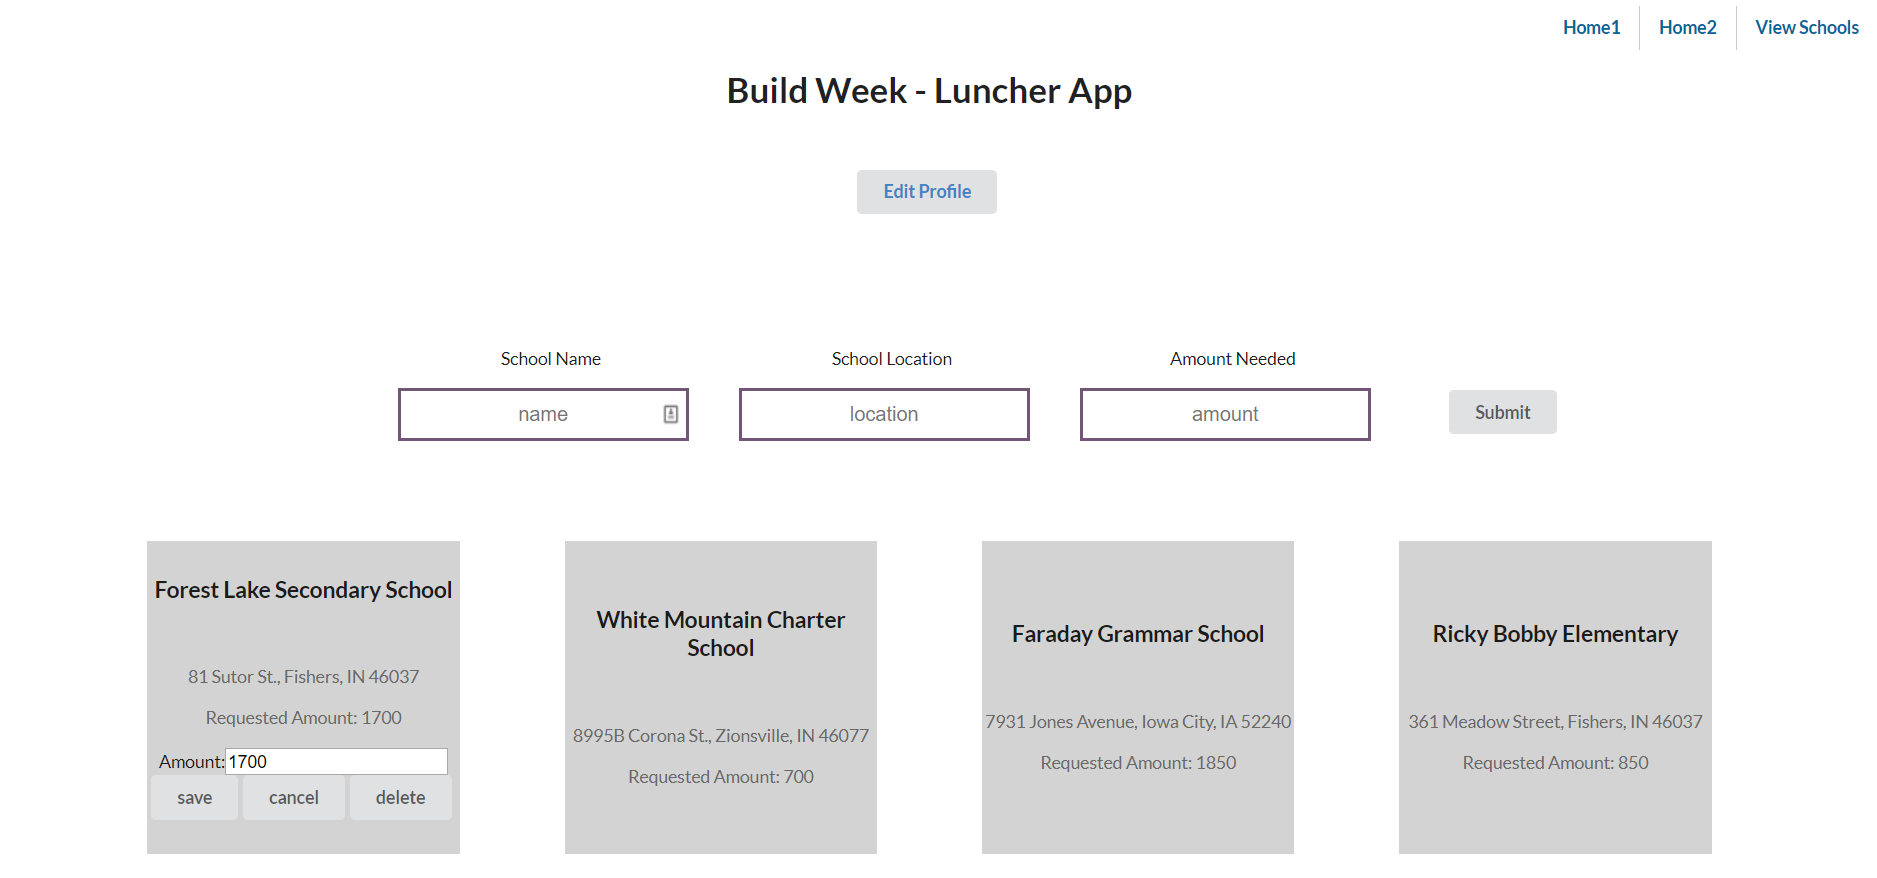 Home1 Home2 View Schools
Build Week - Luncher App
Edit Profile
School Name School Location Amount Needed
name location amount Submit
Forest Lake Secondary School
81 Sutor St., Fishers, IN 46037
Requested Amount: 1700
Amount: 1700
save cancel delete
White Mountain Charter
School
8995B Corona St., Zionsville, IN 46077
Requested Amount: 700
Faraday Grammar School
7931 Jones Avenue, Iowa City, IA 52240
Requested Amount: 1850
Ricky Bobby Elementary
361 Meadow Street, Fishers, IN 46037
Requested Amount: 850